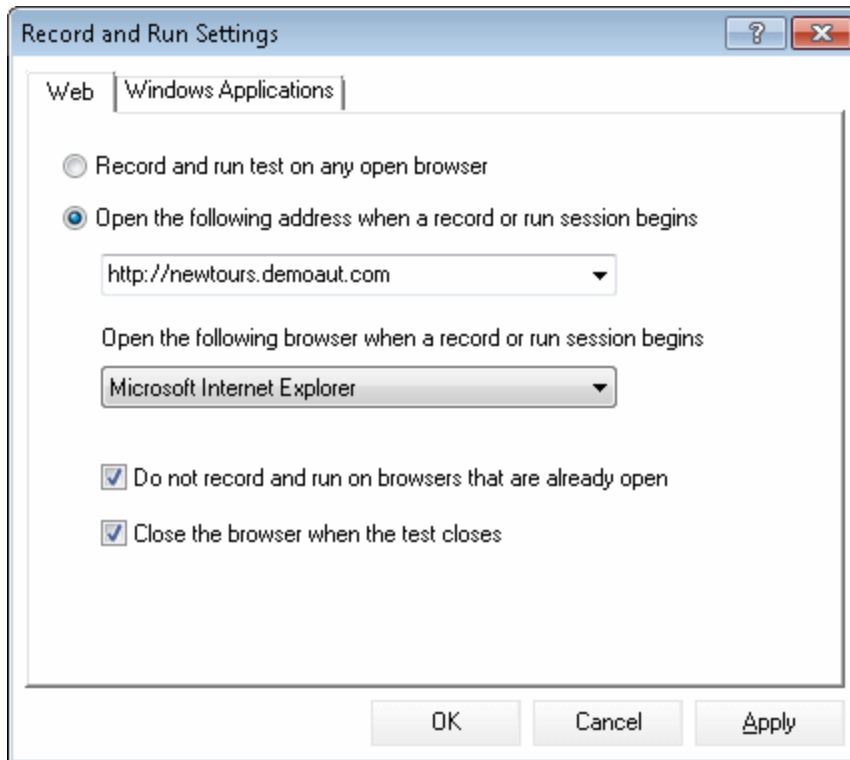 Record and Run Settings
Web
Windows Applications
Record and run test on any open browser
Open the following address when a record or run session begins
http://newtours.demoaut.com
Open the following browser when a record or run session begins
Microsoft Internet Explorer
Do not record and run on browsers that are already open
Close the browser when the test closes
OK
Cancel
Apply